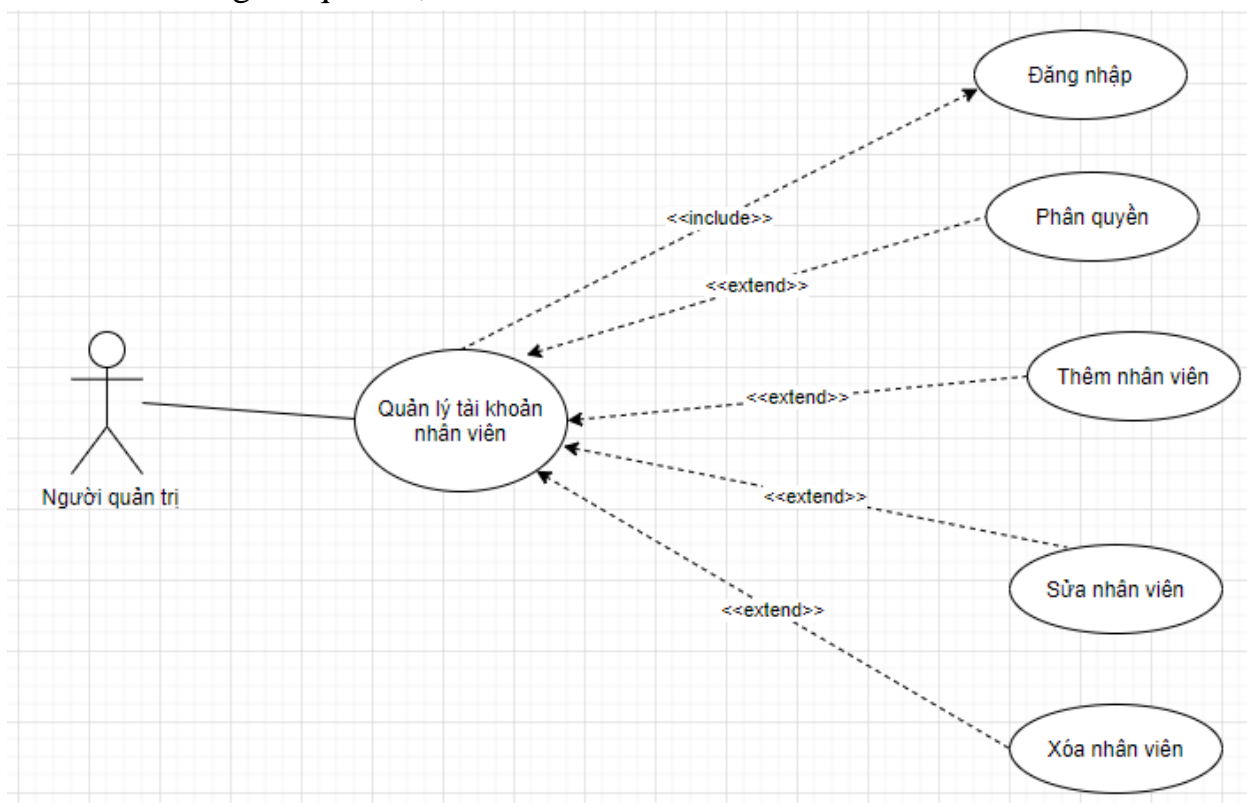 Đăng nhập
<<include>>
Phân quyền
<<extend>>
Thêm nhân viên
<<extend>>
Quản lý tài khoản
nhân viên
Người quản trị
<<extend>>
Sửa nhân viên
<<extend>>
Xóa nhân viên